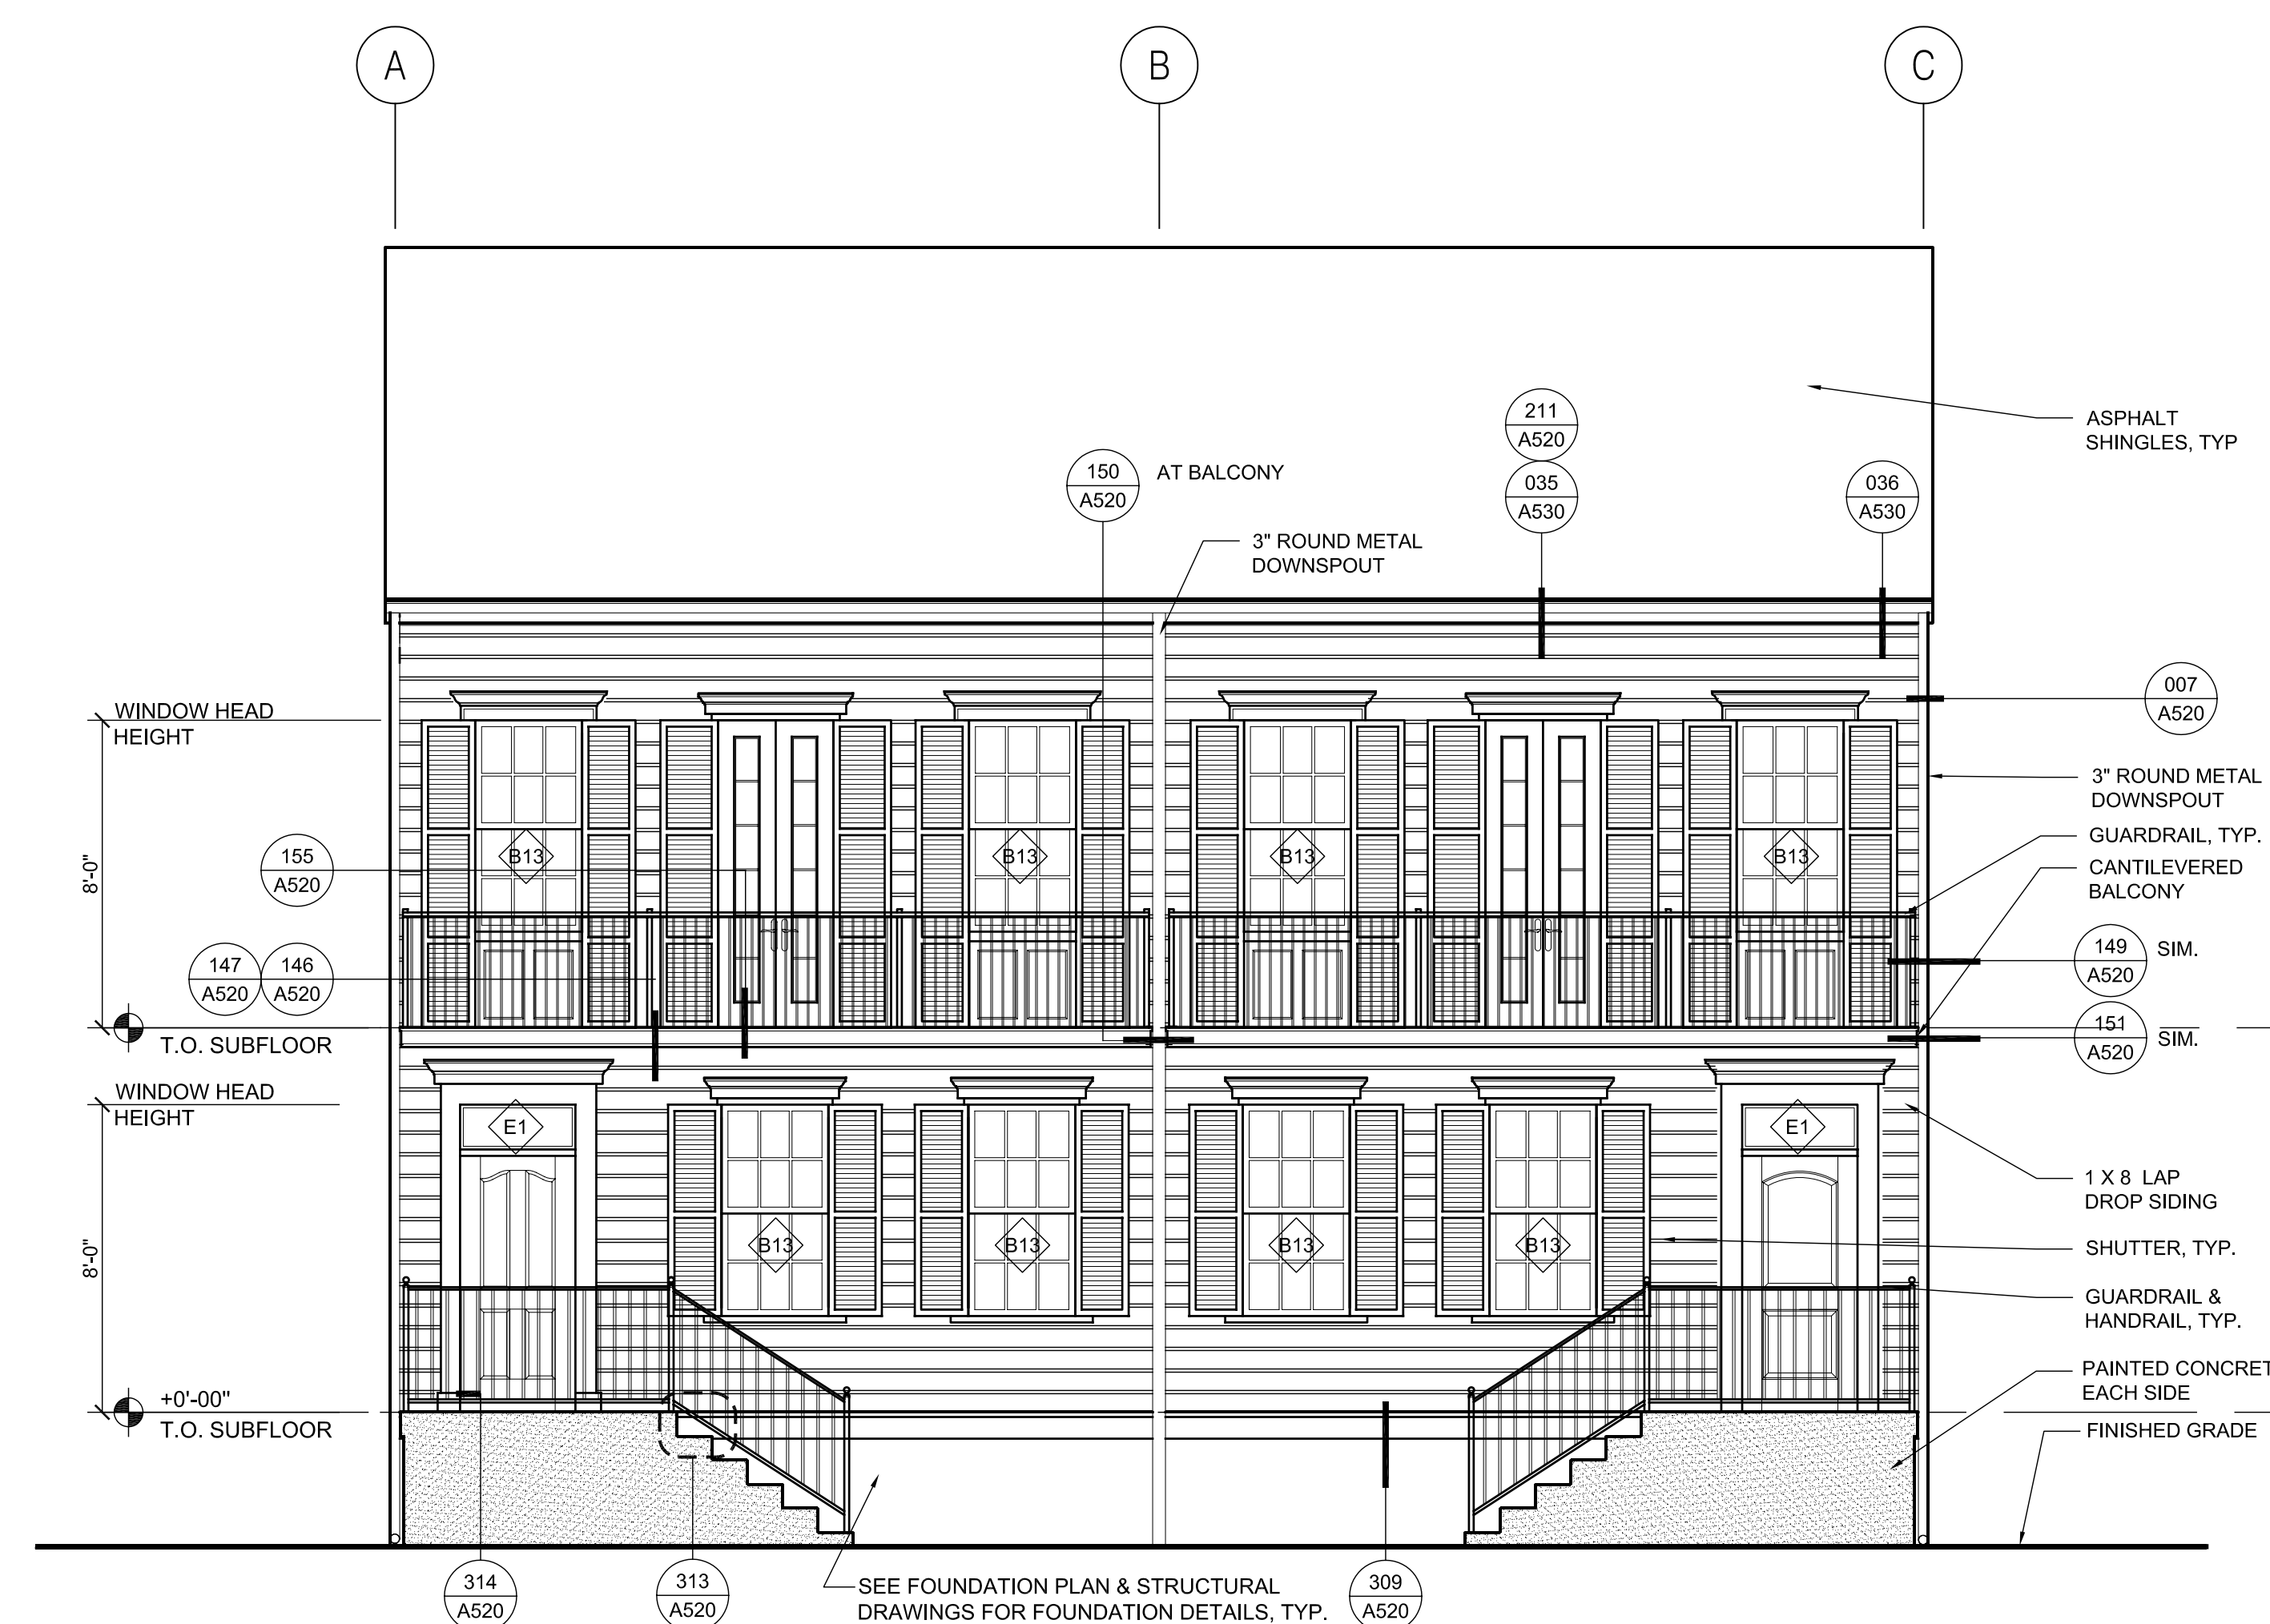 A
B
C
ASPHALT
SHINGLES, TYP
211
A520
150
A520
AT BALCONY
035
A530
036
A530
3" ROUND METAL
DOWNSPOUT
007
A520
WINDOW HEAD
HEIGHT
3" ROUND METAL
DOWNSPOUT
GUARDRAIL, TYP.
CANTILEVERED
BALCONY
8'-0"
155
A520
B13
B13
B13
B13
147
A520
146
A520
149
A520
SIM.
T.O. SUBFLOOR
151
A520
SIM.
WINDOW HEAD
HEIGHT
E1
E1
1 X 8 LAP
DROP SIDING
8'-0"
B13
B13
B13
B13
SHUTTER, TYP.
GUARDRAIL &
HANDRAIL, TYP.
PAINTED CONCRET
EACH SIDE
+0'-00"
T.O. SUBFLOOR
FINISHED GRADE
314
A520
313
A520
SEE FOUNDATION PLAN & STRUCTURAL
DRAWINGS FOR FOUNDATION DETAILS, TYP.
309
A520